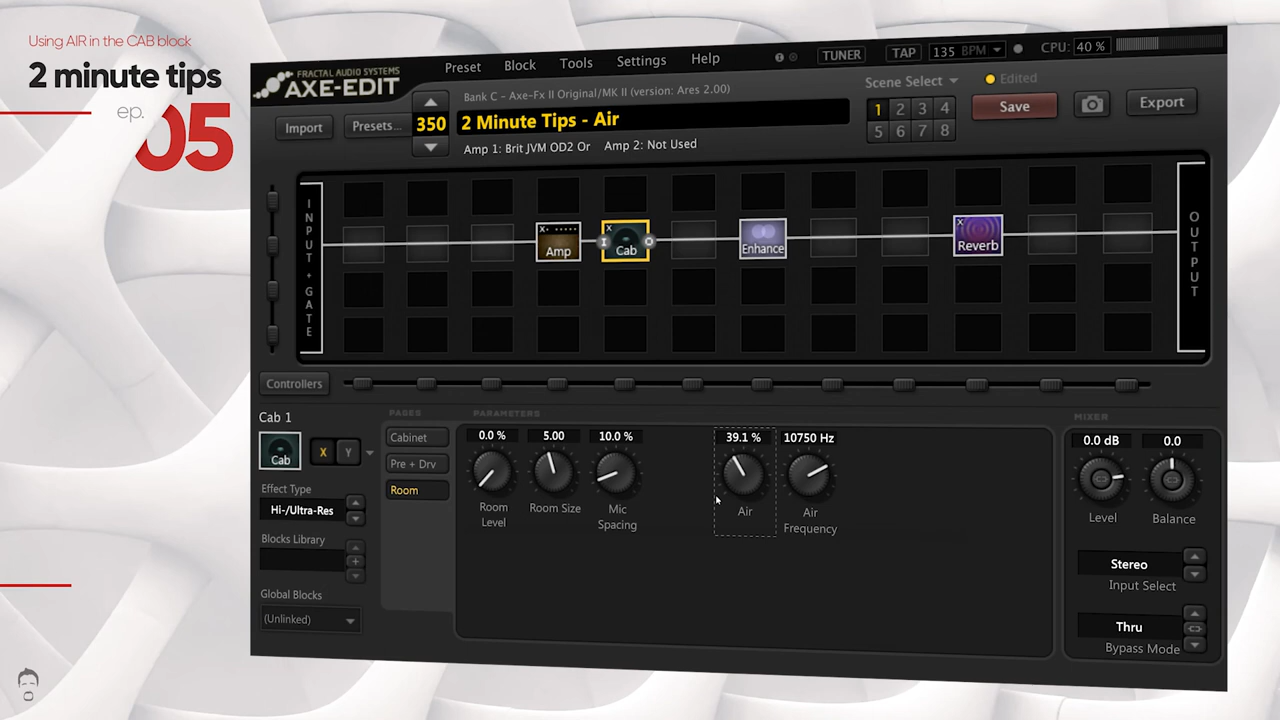 Using AIR in the CAB block
2 minute tips
ep. 05
FRACTAL AUDIO SYSTEMS
AXE-EDIT
Preset Block Tools Settings Help
TUNER TAP 135 BPM CPU: 40 %
Bank C - Axe-Fx II Original/MK II (version: Ares 2.00)
Scene Select Edited
Import Presets... 350 2 Minute Tips - Air
1 2 3 4
5 6 7 8
Save Export
Amp 1: Brit JVM OD2 Or Amp 2: Not Used
INPUT + GATE
X Amp
X Cab
I O
Enhance
X Reverb
OUTPUT
Controllers
Cab 1
Cab X Y
Effect Type
Hi-/Ultra-Res
Blocks Library
Global Blocks
(Unlinked)
PAGES
Cabinet
Pre + Drv
Room
PARAMETERS
0.0 % 5.00 10.0 % 39.1 % 10750 Hz
Room Level
Room Size
Mic Spacing
Air
Air Frequency
MIXER
0.0 dB 0.0
Level Balance
Stereo
Input Select
Thru
Bypass Mode